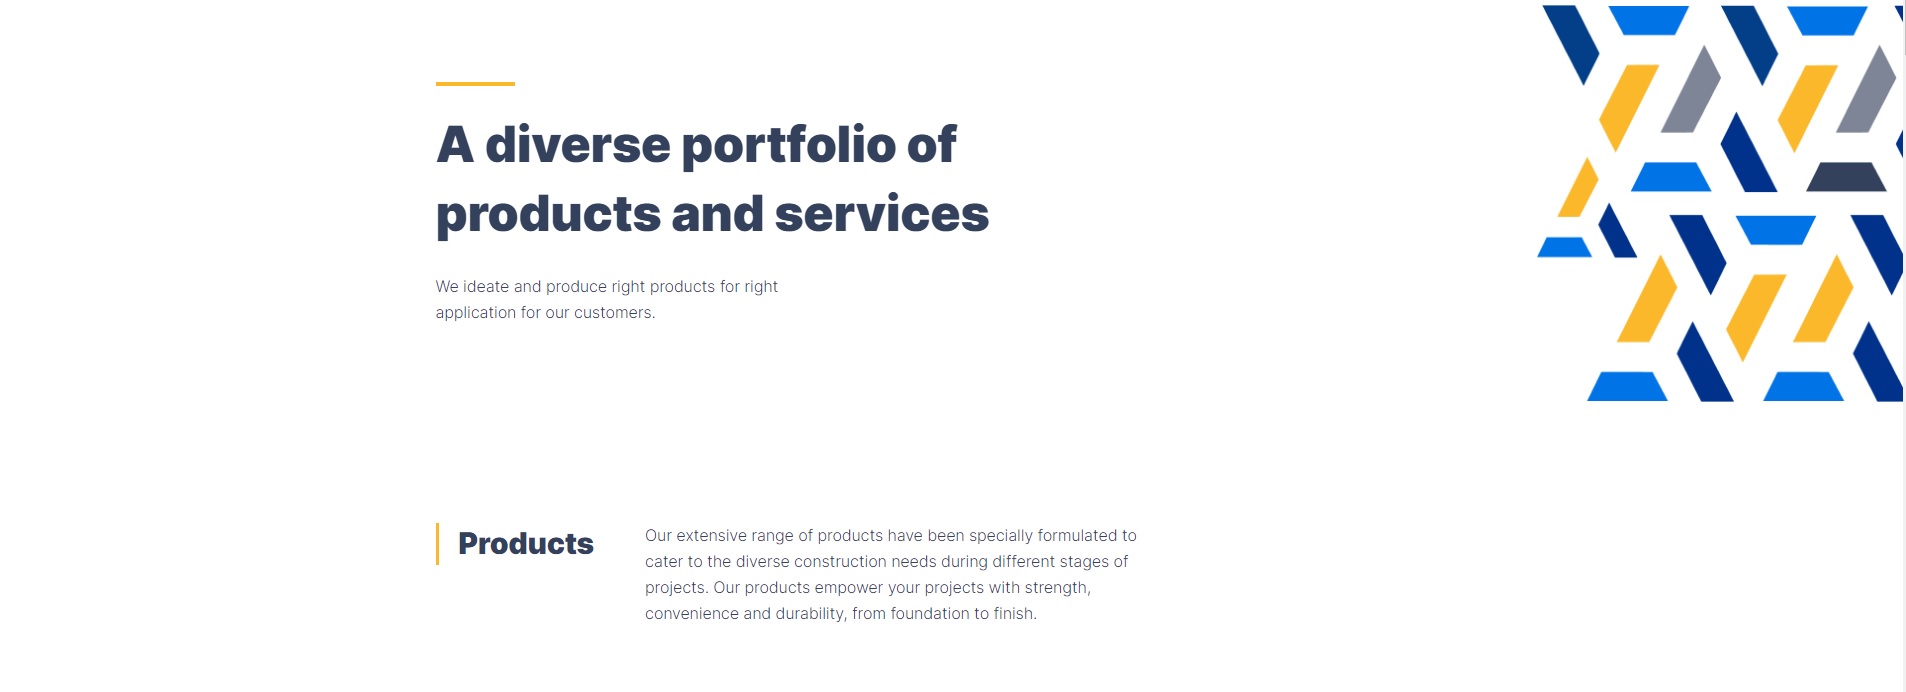 A diverse portfolio of
products and services
We ideate and produce right products for right
application for our customers.
Products
Our extensive range of products have been specially formulated to
cater to the diverse construction needs during different stages of
projects. Our products empower your projects with strength,
convenience and durability, from foundation to finish.